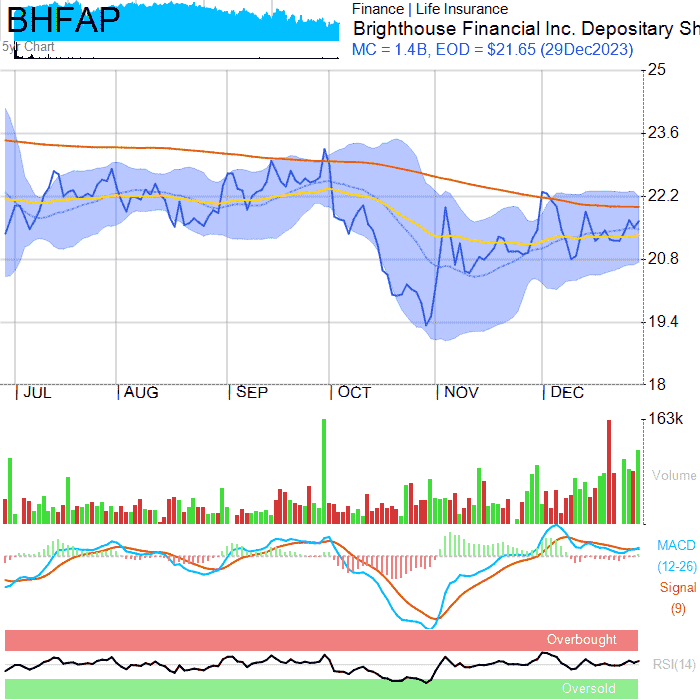 BHFAP
5yr Chart
Finance | Life Insurance
Brighthouse Financial Inc. Depositary Sh
MC = 1.4B, EOD = $21.65 (29Dec2023)
25
23.6
22.2
20.8
19.4
18
JUL AUG SEP OCT NOV DEC
163k
Volume
MACD
(12-26)
Signal
(9)
Overbought
RSI(14)
Oversold